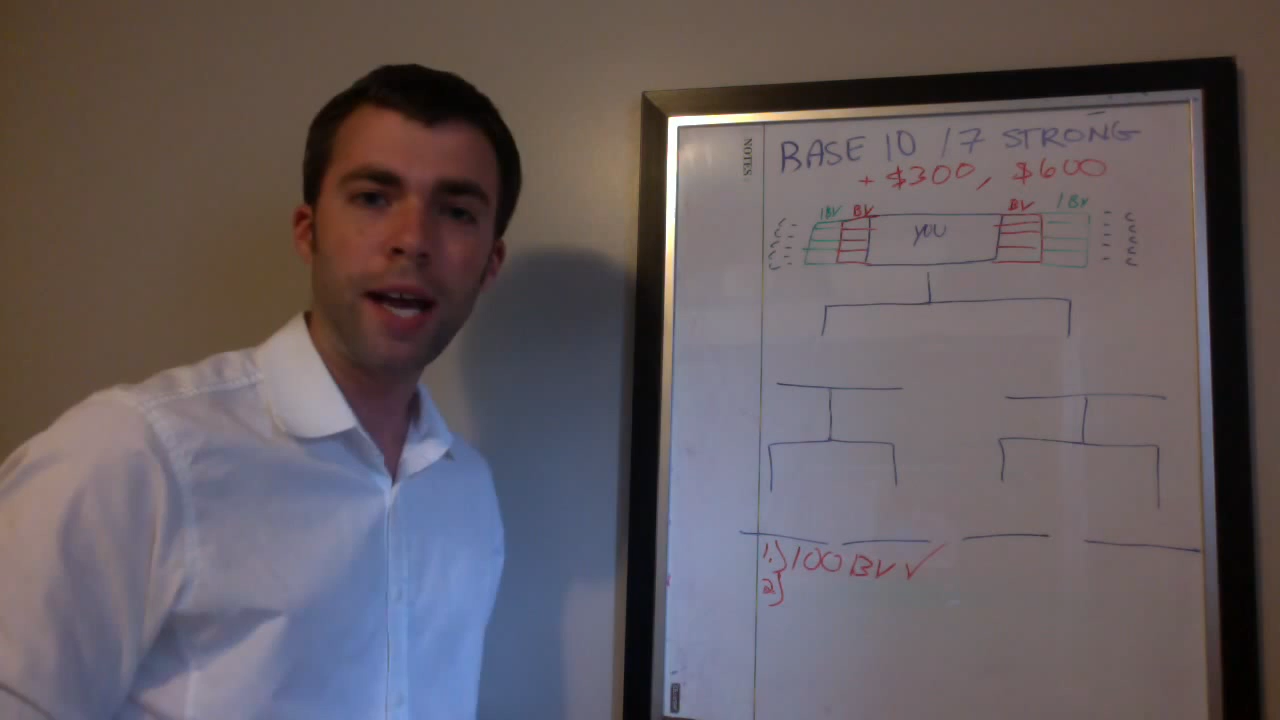 NOTES:
BASE 10 / 7 STRONG
+ $300, $600
1BV BV BV 1BV
YOU
1.) 100 BV ✓
2.)